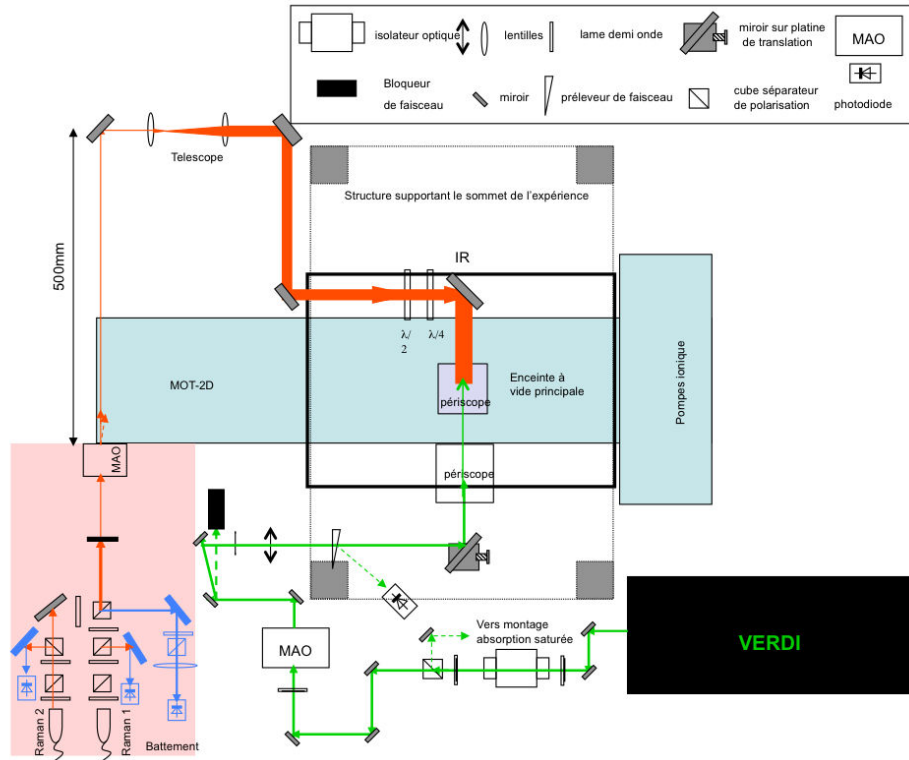 isolateur optique
lentilles
lame demi onde
miroir sur platine
de translation
MAO
Bloqueur
de faisceau
miroir
préleveur de faisceau
cube séparateur
de polarisation
photodiode
Telescope
Structure supportant le sommet de l'expérience
500mm
IR
λ/
2
λ/4
MOT-2D
Enceinte à
vide principale
périscope
Pompes ionique
MAO
périscope
Vers montage
absorption saturée
VERDI
MAO
Raman 2
Raman 1
Battement